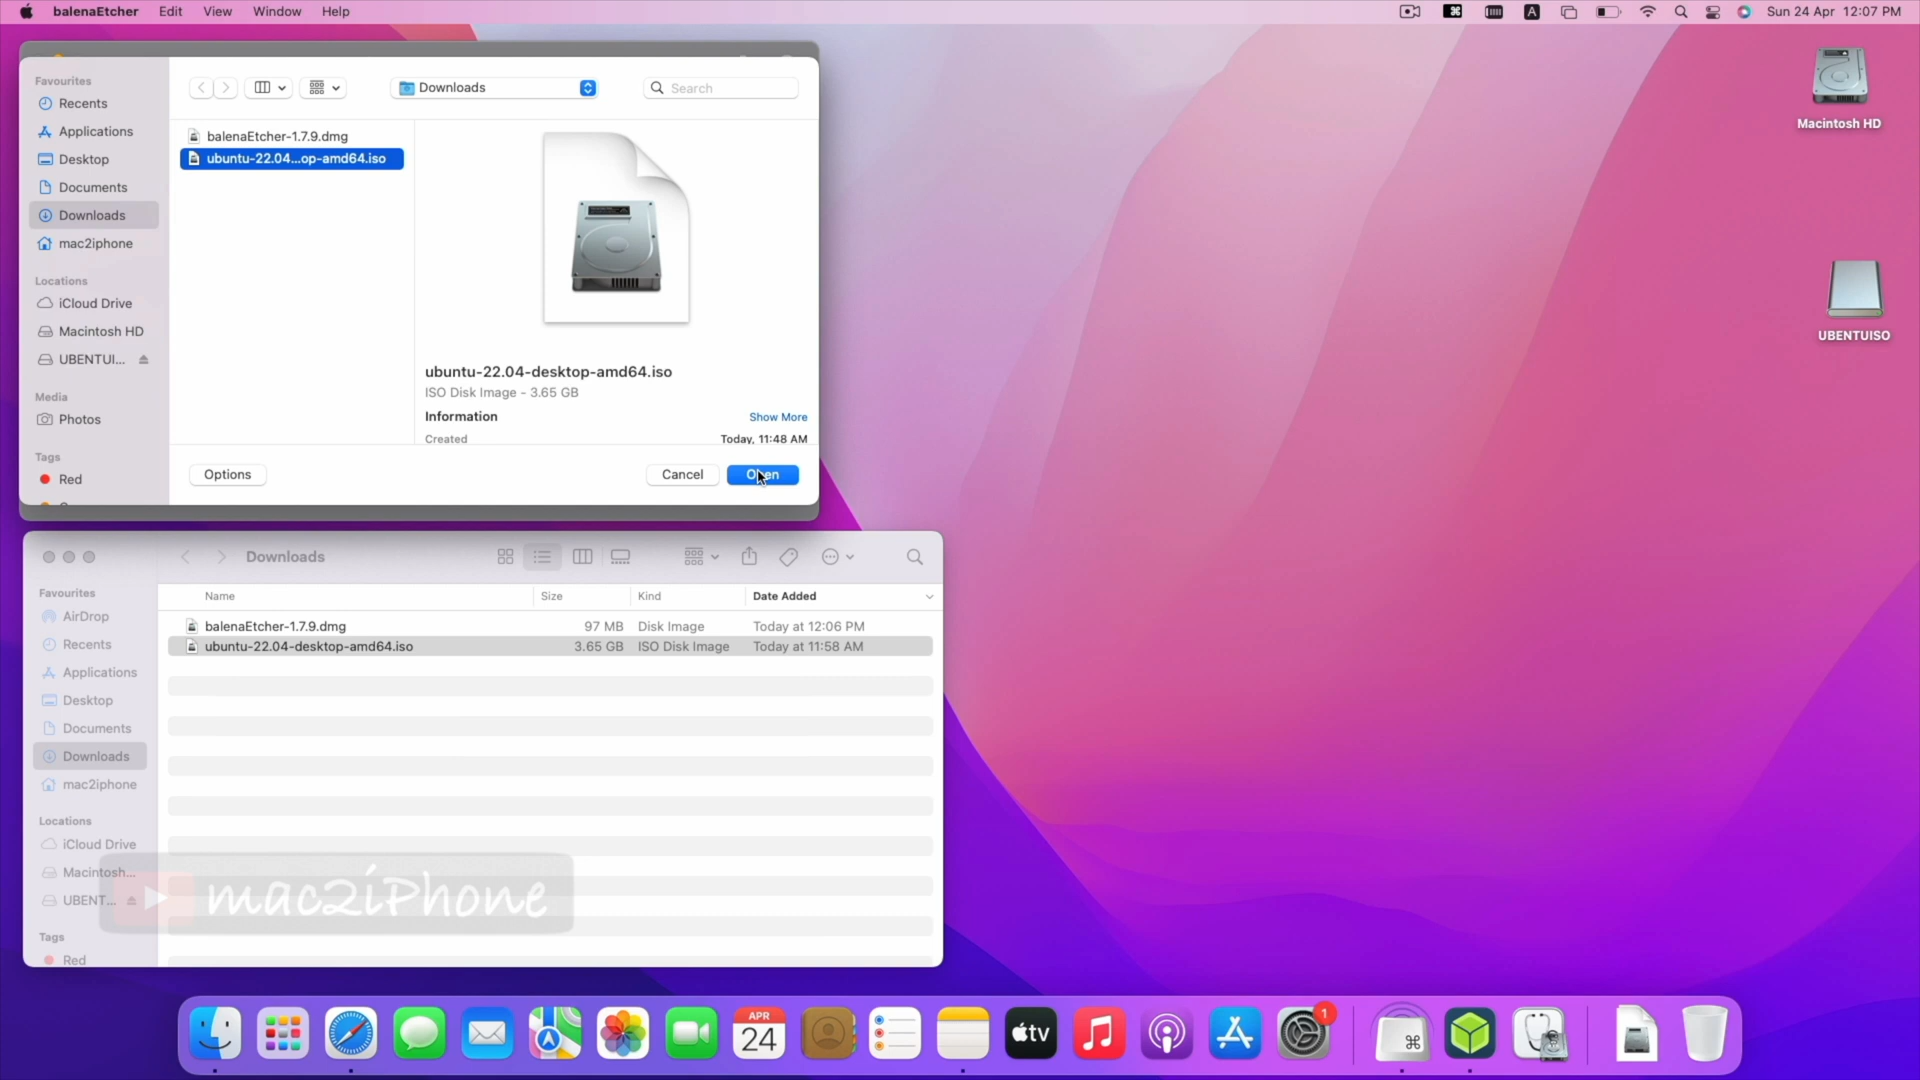 balenaEtcher Edit View Window Help
Sun 24 Apr 12:07 PM
Favourites
Recents
Applications
Desktop
Documents
Downloads
mac2iphone
Locations
iCloud Drive
Macintosh HD
UBENTUI...
Media
Photos
Tags
Red
Downloads
Search
balenaEtcher-1.7.9.dmg
ubuntu-22.04...op-amd64.iso
ubuntu-22.04-desktop-amd64.iso
ISO Disk Image - 3.65 GB
Information Show More
Created Today, 11:48 AM
Options Cancel Open
Macintosh HD
UBENTUISO
Downloads
Favourites
AirDrop
Recents
Applications
Desktop
Documents
Downloads
mac2iphone
Locations
iCloud Drive
Macintosh...
UBENT...
Tags
Red
Name Size Kind Date Added
balenaEtcher-1.7.9.dmg 97 MB Disk Image Today at 12:06 PM
ubuntu-22.04-desktop-amd64.iso 3.65 GB ISO Disk Image Today at 11:58 AM
mac2iPhone
APR
24
tv
1